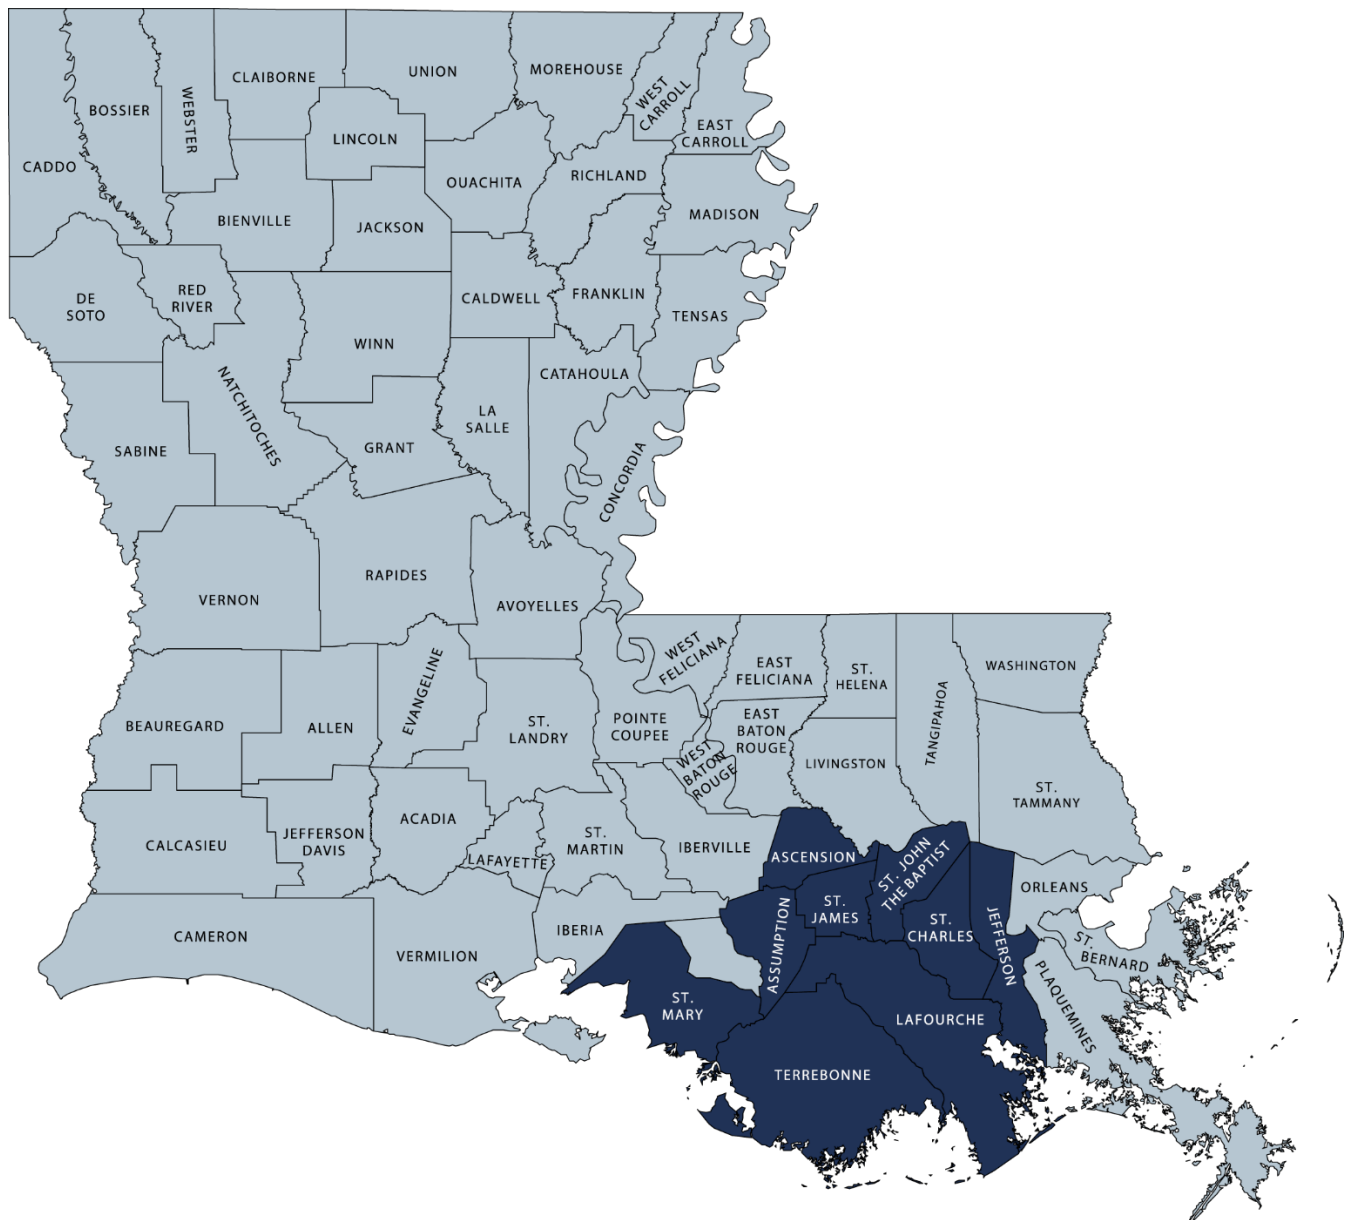 CLAIBORNE
UNION
MOREHOUSE
WEST
CARROLL
BOSSIER
WEBSTER
LINCOLN
EAST
CARROLL
CADDO
OUACHITA
RICHLAND
BIENVILLE
JACKSON
MADISON
DE
SOTO
RED
RIVER
CALDWELL
FRANKLIN
TENSAS
WINN
NATCHITOCHES
CATAHOULA
LA
SALLE
SABINE
GRANT
CONCORDIA
VERNON
RAPIDES
AVOYELLES
WEST
FELICIANA
EAST
FELICIANA
ST.
HELENA
TANGIPAHOA
WASHINGTON
BEAUREGARD
ALLEN
EVANGELINE
ST.
LANDRY
POINTE
COUPEE
EAST
BATON
ROUGE
WEST
BATON
ROUGE
LIVINGSTON
ST.
TAMMANY
CALCASIEU
JEFFERSON
DAVIS
ACADIA
LAFAYETTE
ST.
MARTIN
IBERVILLE
ASCENSION
ST. JOHN
THE BAPTIST
ORLEANS
CAMERON
VERMILION
IBERIA
ASSUMPTION
ST.
JAMES
ST.
CHARLES
JEFFERSON
ST.
BERNARD
PLAQUEMINES
ST.
MARY
LAFOURCHE
TERREBONNE